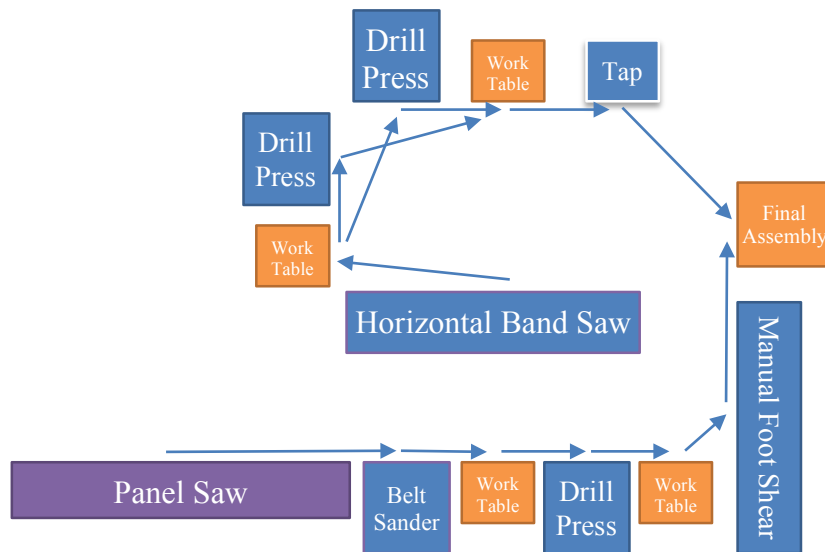 Drill
Press
Work
Table
Tap
Drill
Press
Work
Table
Final
Assembly
Horizontal Band Saw
Manual Foot Shear
Panel Saw
Belt
Sander
Work
Table
Drill
Press
Work
Table